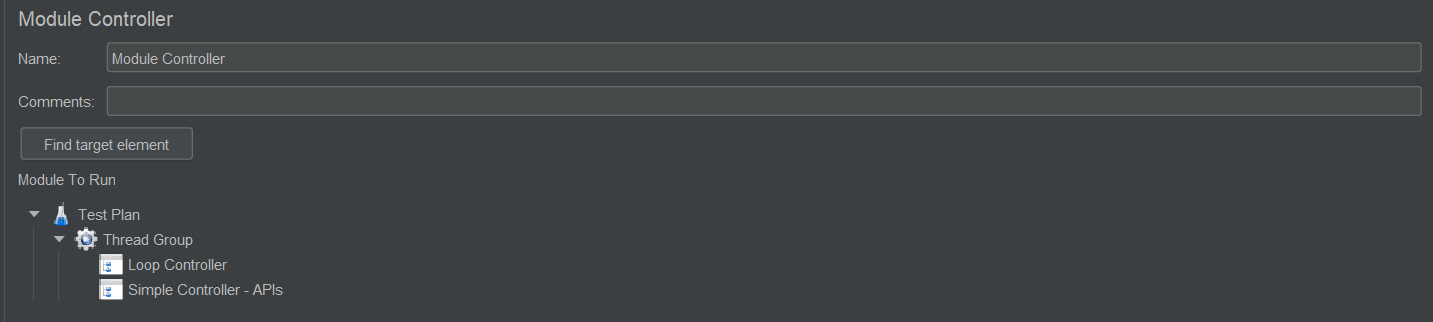 Module Controller
Name: Module Controller
Comments:
Find target element
Module To Run
Test Plan
Thread Group
Loop Controller
Simple Controller - APIs